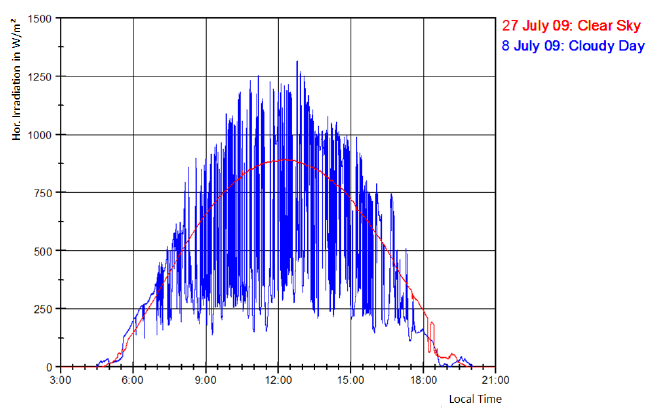 1500
27 July 09: Clear Sky
8 July 09: Cloudy Day
Hor. Irradiation in W/m²
1250
1000
750
500
250
0
3:00 6:00 9:00 12:00 15:00 18:00 21:00
Local Time